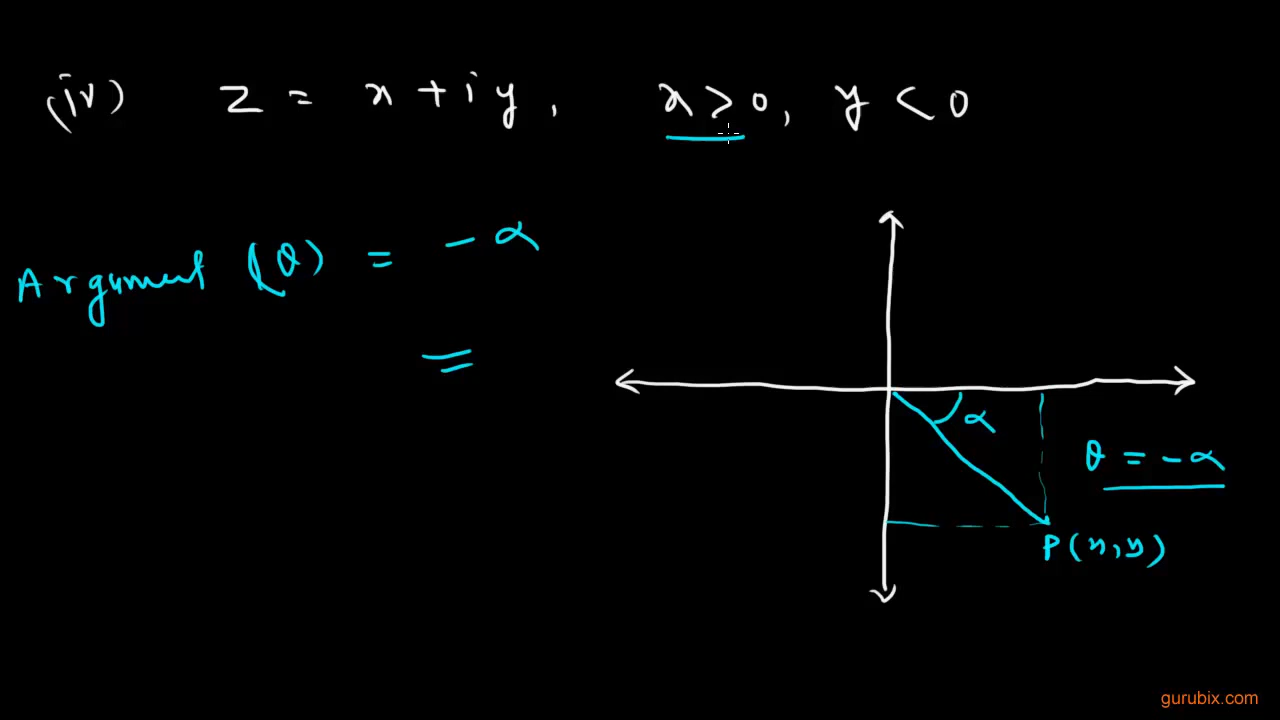 (iv) z = x + iy, x > 0, y < 0
Argument (θ) = - α
=
α
θ = - α
P(x, y)
gurubix.com